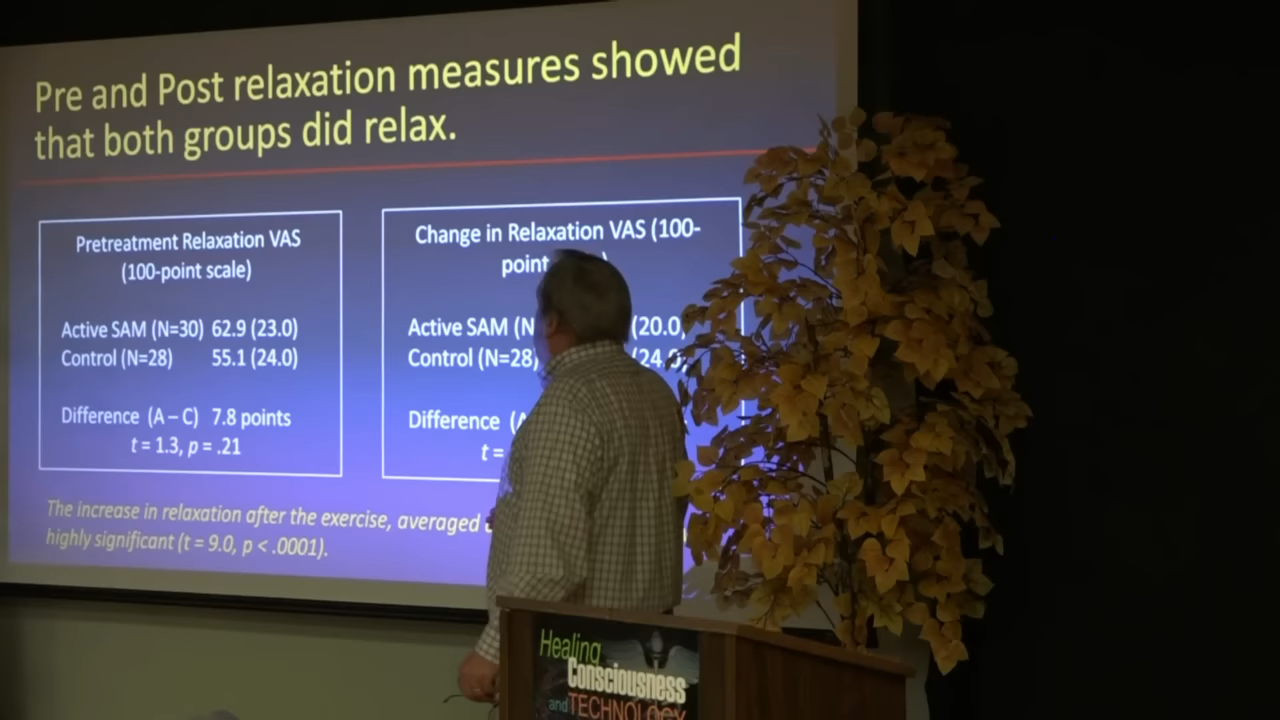 Pre and Post relaxation measures showed
that both groups did relax.
Pretreatment Relaxation VAS
(100-point scale)
Active SAM (N=30) 62.9 (23.0)
Control (N=28) 55.1 (24.0)
Difference (A – C) 7.8 points
t = 1.3, p = .21
Change in Relaxation VAS (100-
point
Active SAM (N (20.0)
Control (N=28) (24.0)
Difference (A
t =
The increase in relaxation after the exercise, averaged
highly significant (t = 9.0, p < .0001).
Healing
Consciousness
and TECHNOLOGY